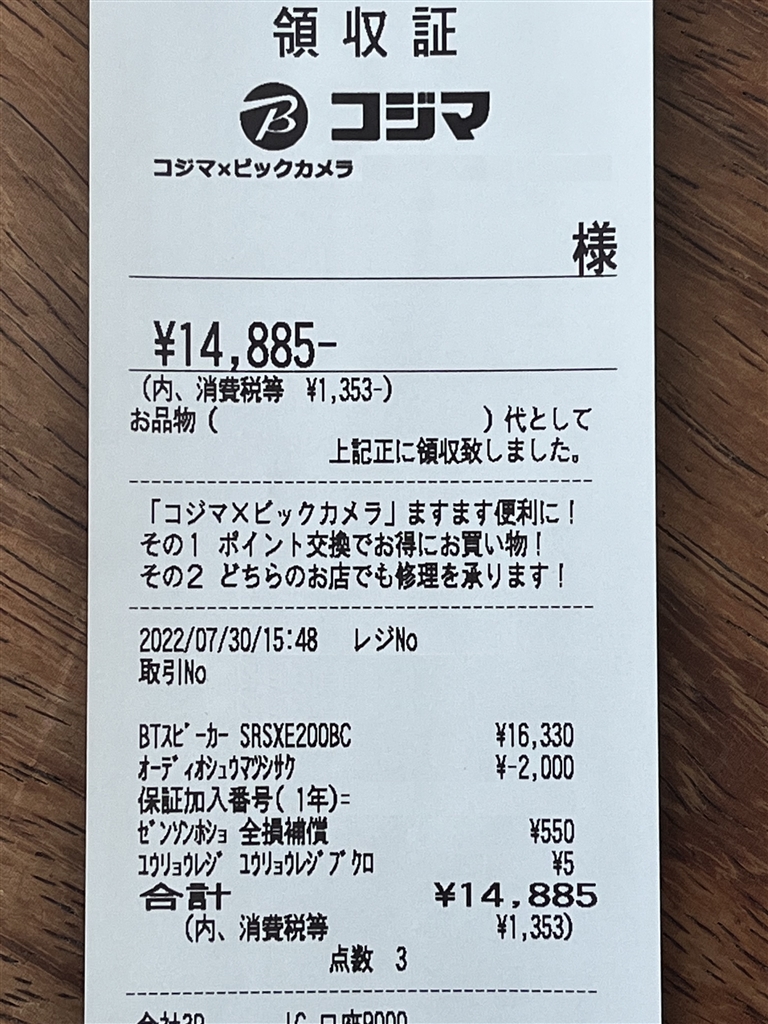 領収証
B コジマ
コジマ×ビックカメラ
様
¥14,885-
(内、消費税等 ¥1,353-)
お品物( )代として
上記正に領収致しました。
「コジマ×ビックカメラ」ますます便利に!
その1 ポイント交換でお得にお買い物!
その2 どちらのお店でも修理を承ります!
2022/07/30/15:48 レジNo
取引No
BTスピーカー SRSXE200BC ¥16,330
オーディオシュウマツシサク ¥-2,000
保証加入番号( 1年)=
ゼンソンホショ 全損補償 ¥550
ユウリョウレジ ユウリョウレジブクロ ¥5
合計 ¥14,885
(内、消費税等 ¥1,353)
点数 3